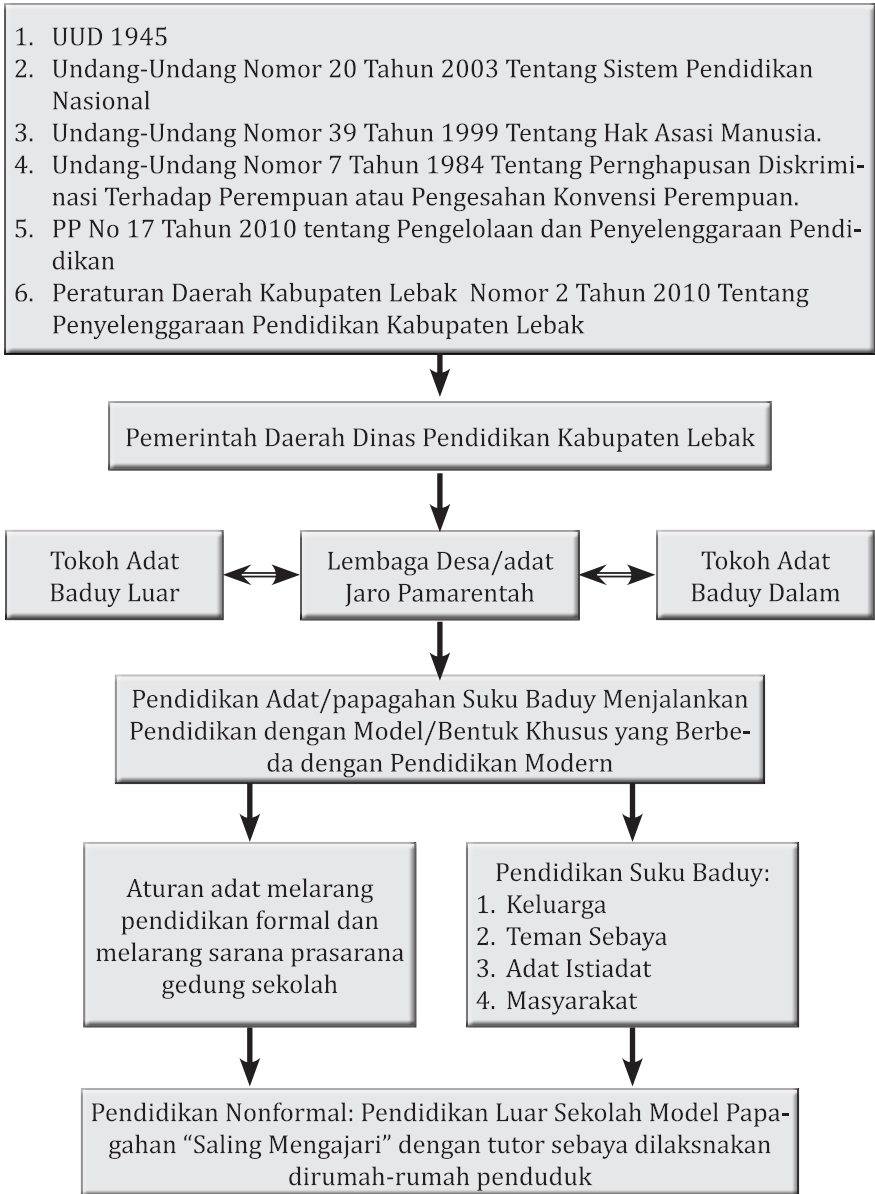 1. UUD 1945
2. Undang-Undang Nomor 20 Tahun 2003 Tentang Sistem Pendidikan
Nasional
3. Undang-Undang Nomor 39 Tahun 1999 Tentang Hak Asasi Manusia.
4. Undang-Undang Nomor 7 Tahun 1984 Tentang Pernghapusan Diskrimi-
nasi Terhadap Perempuan atau Pengesahan Konvensi Perempuan.
5. PP No 17 Tahun 2010 tentang Pengelolaan dan Penyelenggaraan Pendi-
dikan
6. Peraturan Daerah Kabupaten Lebak Nomor 2 Tahun 2010 Tentang
Penyelenggaraan Pendidikan Kabupaten Lebak
Pemerintah Daerah Dinas Pendidikan Kabupaten Lebak
Tokoh Adat
Baduy Luar
Lembaga Desa/adat
Jaro Pamarentah
Tokoh Adat
Baduy Dalam
Pendidikan Adat/papagahan Suku Baduy Menjalankan
Pendidikan dengan Model/Bentuk Khusus yang Berbe-
da dengan Pendidikan Modern
Aturan adat melarang
pendidikan formal dan
melarang sarana prasarana
gedung sekolah
Pendidikan Suku Baduy:
1. Keluarga
2. Teman Sebaya
3. Adat Istiadat
4. Masyarakat
Pendidikan Nonformal: Pendidikan Luar Sekolah Model Papa-
gahan “Saling Mengajari” dengan tutor sebaya dilaksnakan
dirumah-rumah penduduk